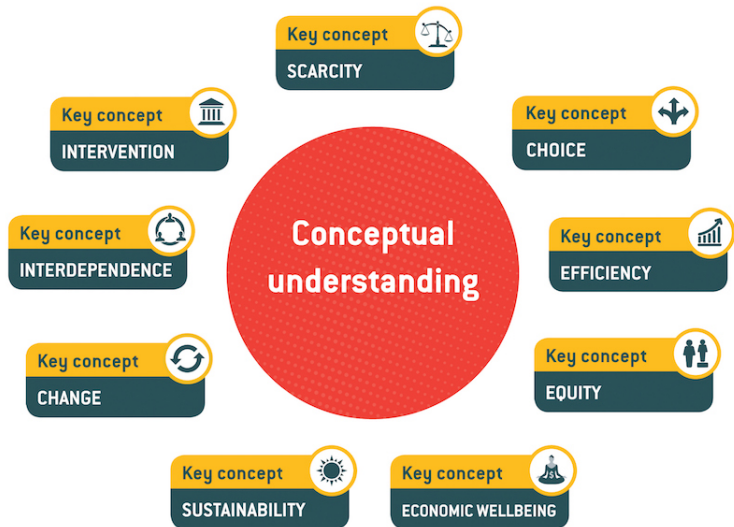 Key concept
SCARCITY
Key concept
CHOICE
Key concept
EFFICIENCY
Key concept
EQUITY
Key concept
ECONOMIC WELLBEING
Key concept
SUSTAINABILITY
Key concept
CHANGE
Key concept
INTERDEPENDENCE
Key concept
INTERVENTION
Conceptual
understanding